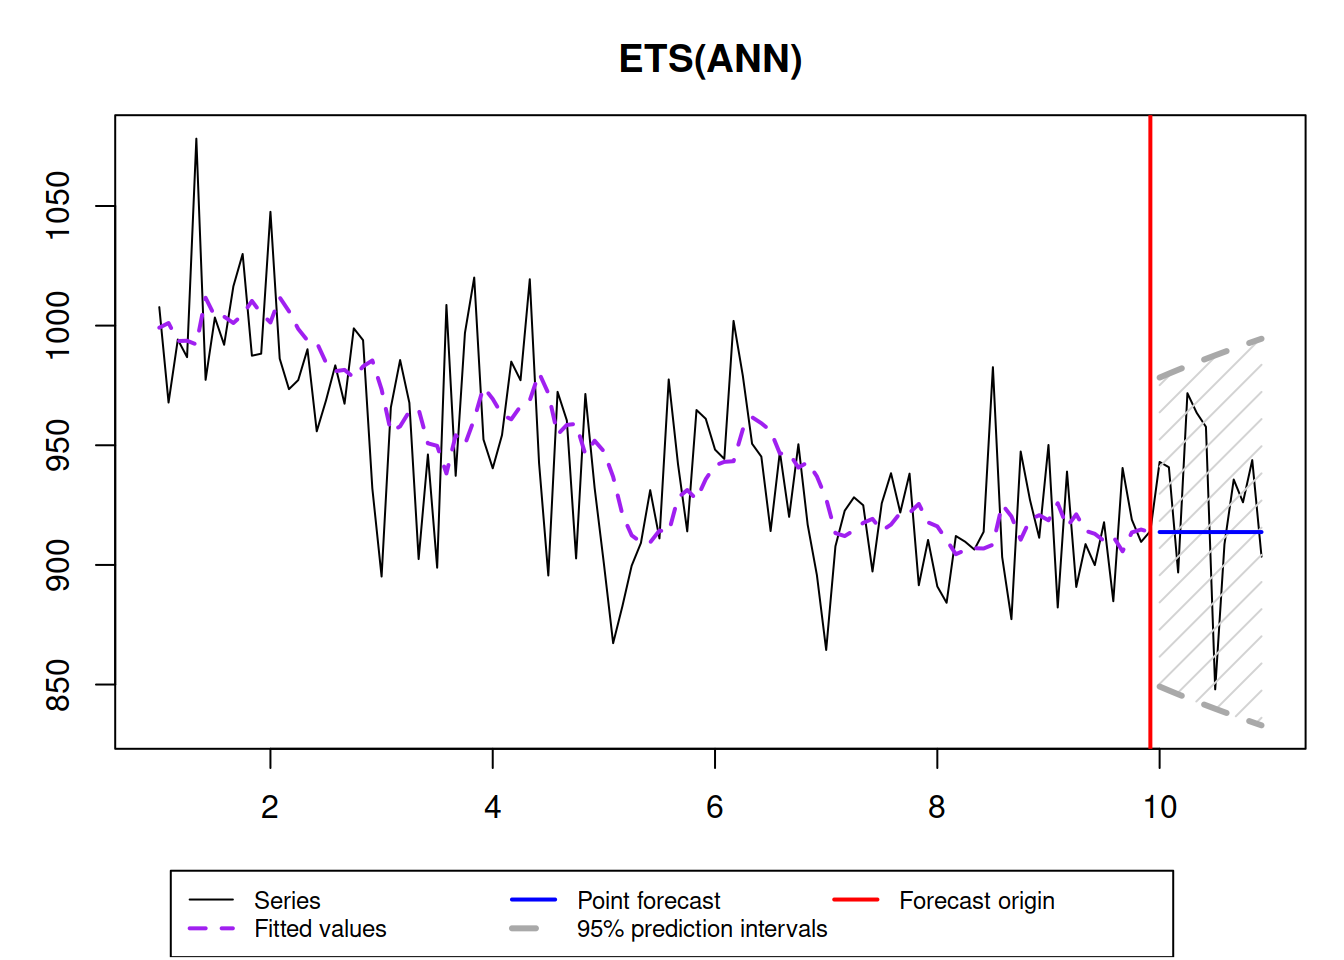 ETS(ANN)
1050
1000
950
900
850
2 4 6 8 10
Series Point forecast Forecast origin
Fitted values 95% prediction intervals